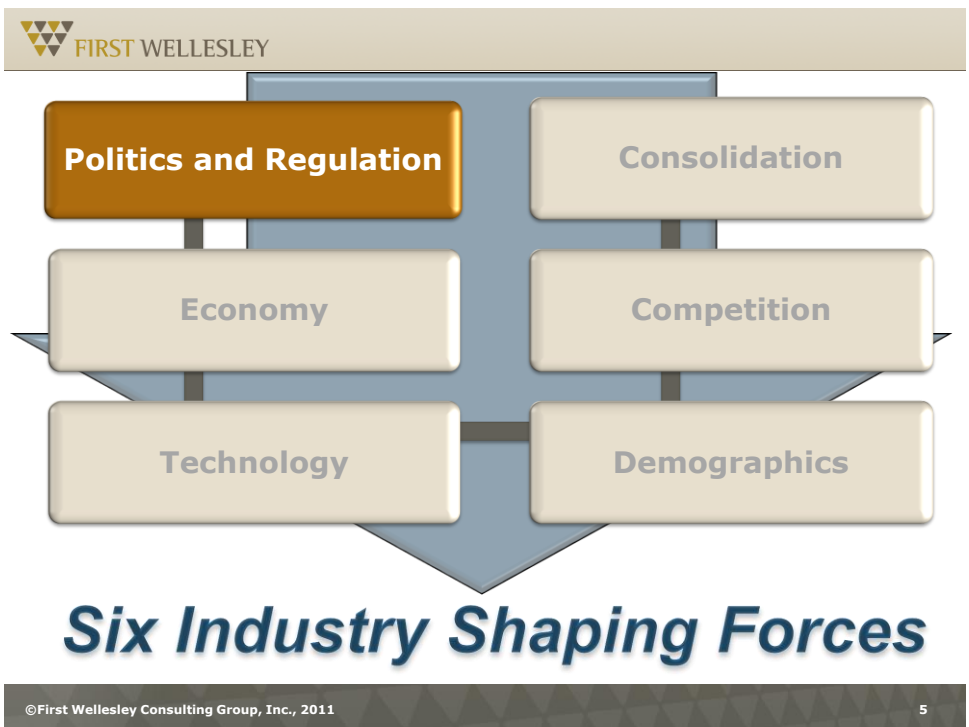 FIRST WELLESLEY
Politics and Regulation
Economy
Technology
Consolidation
Competition
Demographics
Six Industry Shaping Forces
©First Wellesley Consulting Group, Inc., 2011
5